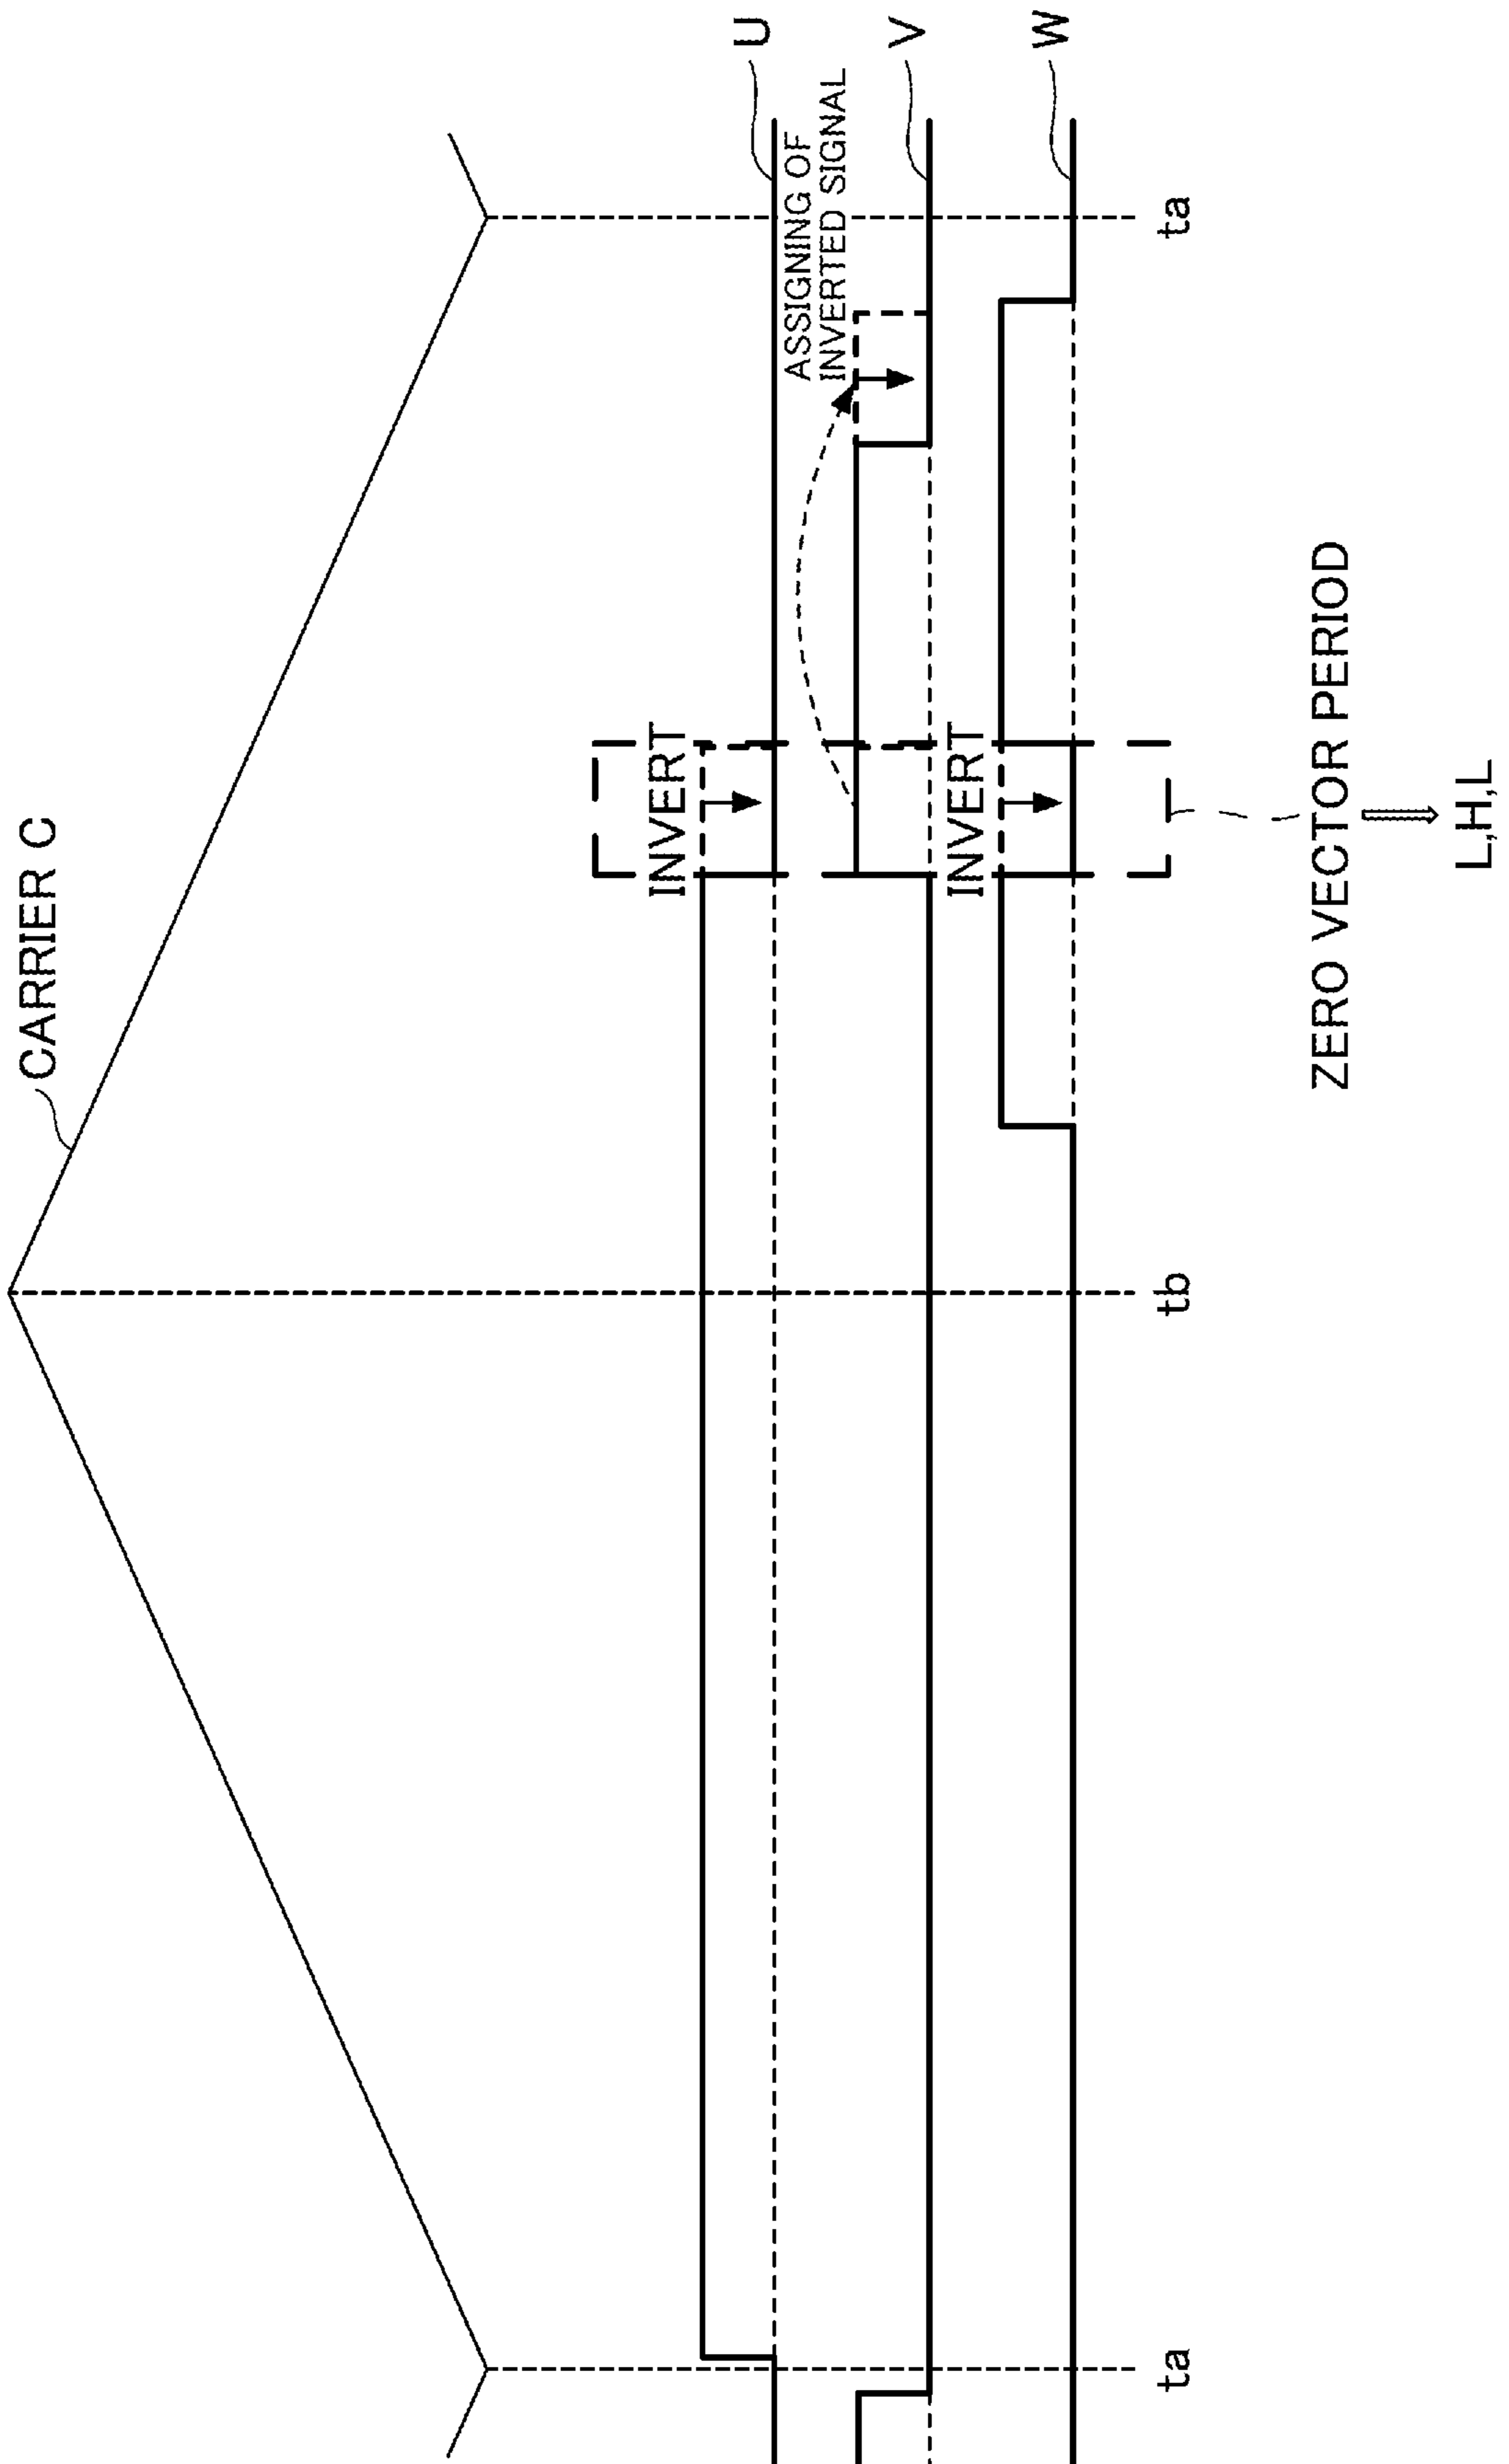 CARRIER C
INVERT
U
ASSIGNING OF
INVERTED SIGNAL
V
INVERT
W
ta
tb
ta
ZERO VECTOR PERIOD
L,H,L